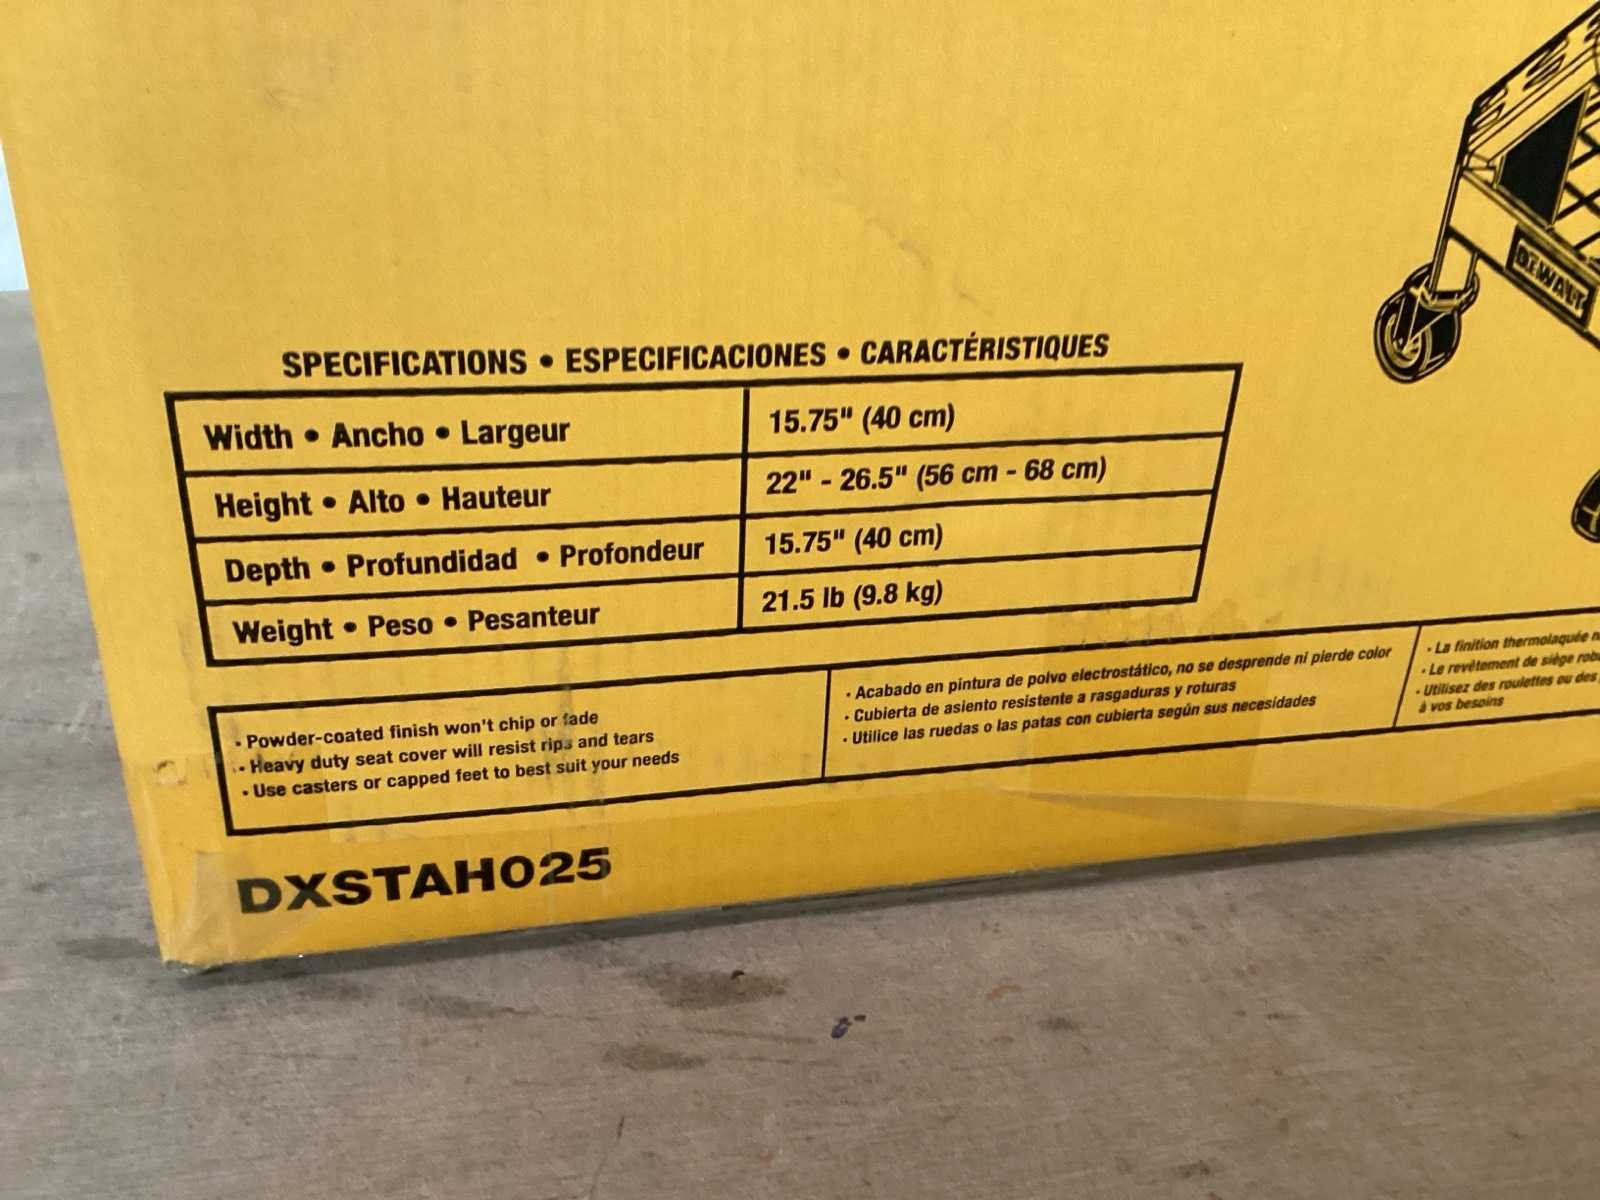 DEWALT
SPECIFICATIONS • ESPECIFICACIONES • CARACTÉRISTIQUES
Width • Ancho • Largeur 15.75" (40 cm)
Height • Alto • Hauteur 22" - 26.5" (56 cm - 68 cm)
Depth • Profundidad • Profondeur 15.75" (40 cm)
Weight • Peso • Pesanteur 21.5 lb (9.8 kg)
• Powder-coated finish won't chip or fade
• Heavy duty seat cover will resist rips and tears
• Use casters or capped feet to best suit your needs
• Acabado en pintura de polvo electrostático, no se desprende ni pierde color
• Cubierta de asiento resistente a rasgaduras y roturas
• Utilice las ruedas o las patas con cubierta según sus necesidades
• La finition thermolaquée
• Le revêtement de siège
• Utilisez des roulettes ou des
à vos besoins
DXSTAH025